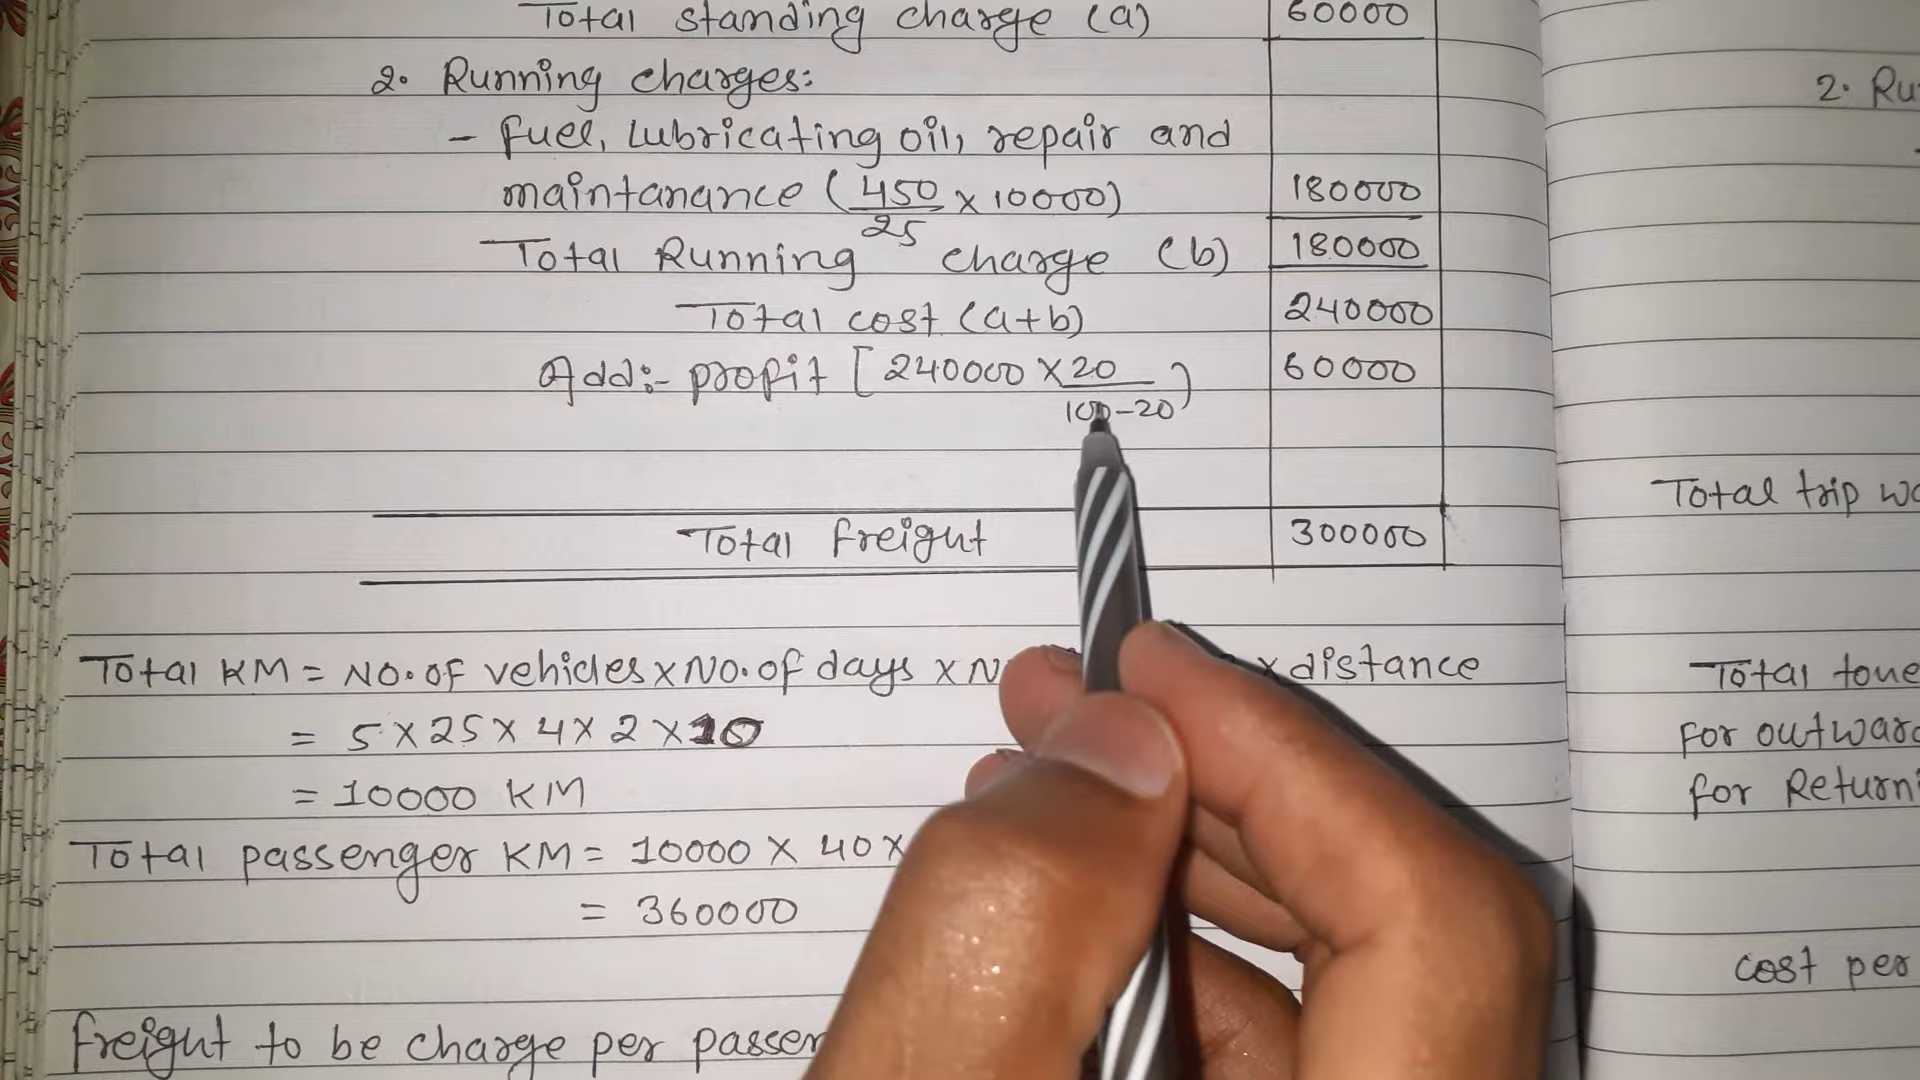 Total standing charge (a) 60000
2. Running charges:
- fuel, lubricating oil, repair and
maintanance (450/25 × 10000) 180000
Total Running charge (b) 180000
Total cost (a+b) 240000
Add:- profit [240000 × 20/100-20) 60000
Total freight 300000
Total KM = NO. OF vehicles × NO. of days × N × distance
= 5 × 25 × 4 × 2 × 10
= 10000 KM
Total passenger KM = 10000 × 40 ×
= 360000
freight to be charge per passen
2. Ru
Total trip wa
Total tone
For outward
for Returni
cost per